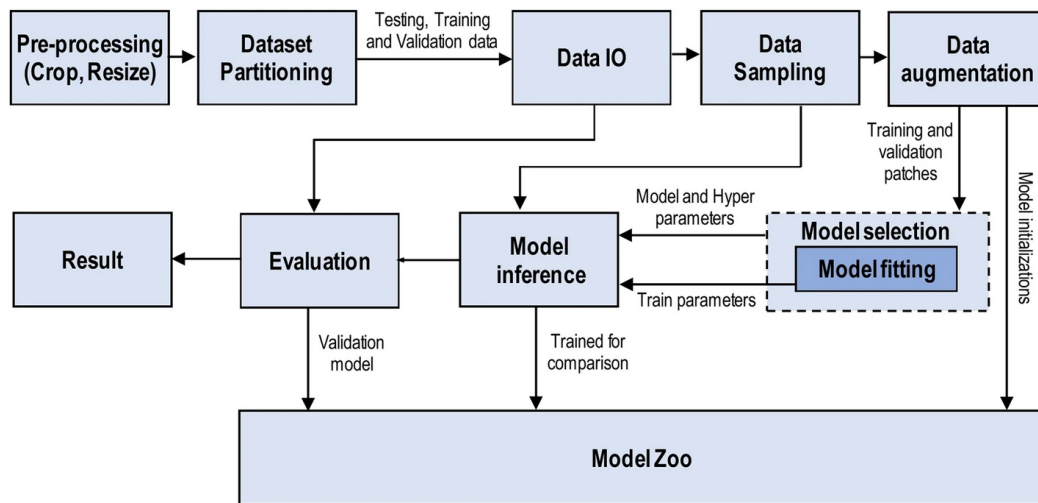 Pre-processing
(Crop, Resize)
Dataset
Partitioning
Testing, Training
and Validation data
Data IO
Data
Sampling
Data
augmentation
Training and
validation
patches
Model initializations
Model and Hyper
parameters
Model selection
Model fitting
Train parameters
Model
inference
Evaluation
Result
Validation
model
Trained for
comparison
Model Zoo